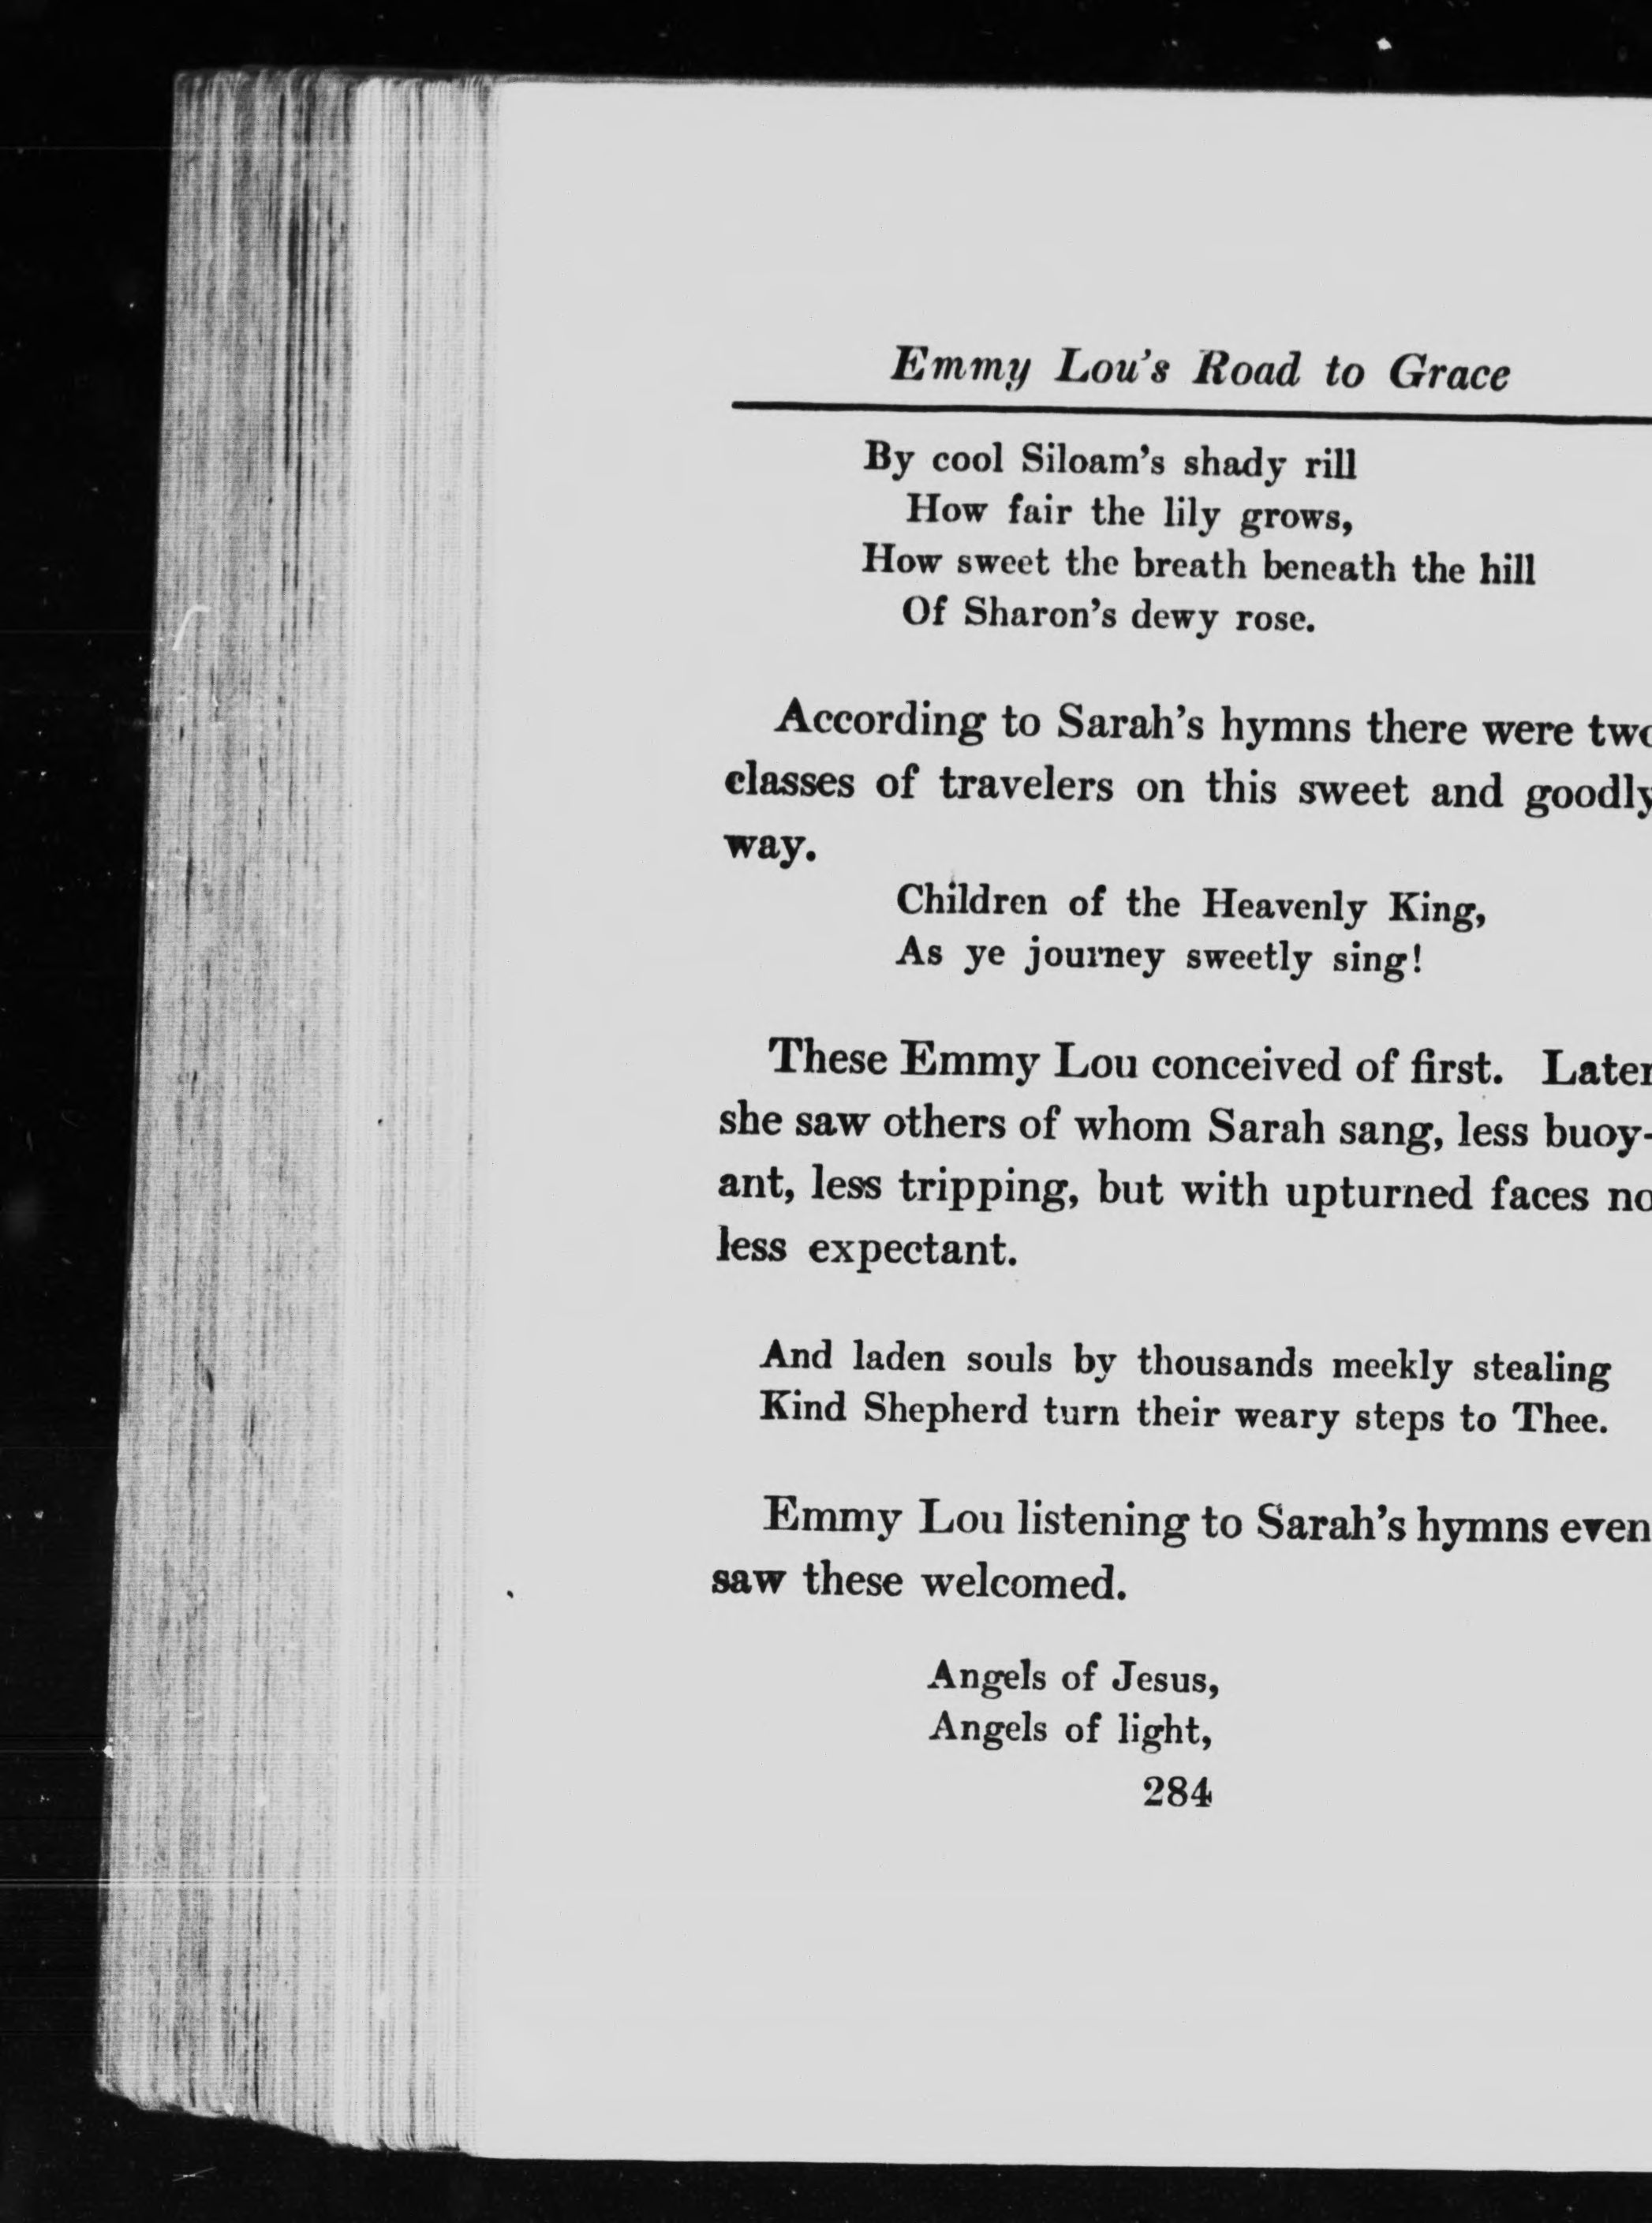 Emmy Lou's Road to Grace
By cool Siloam's shady rill
How fair the lily grows,
How sweet the breath beneath the hill
Of Sharon's dewy rose.
According to Sarah's hymns there were two
classes of travelers on this sweet and goodly
way.
Children of the Heavenly King,
As ye journey sweetly sing!
These Emmy Lou conceived of first. Later
she saw others of whom Sarah sang, less buoy-
ant, less tripping, but with upturned faces no
less expectant.
And laden souls by thousands meekly stealing
Kind Shepherd turn their weary steps to Thee.
Emmy Lou listening to Sarah's hymns even
saw these welcomed.
Angels of Jesus,
Angels of light,
284